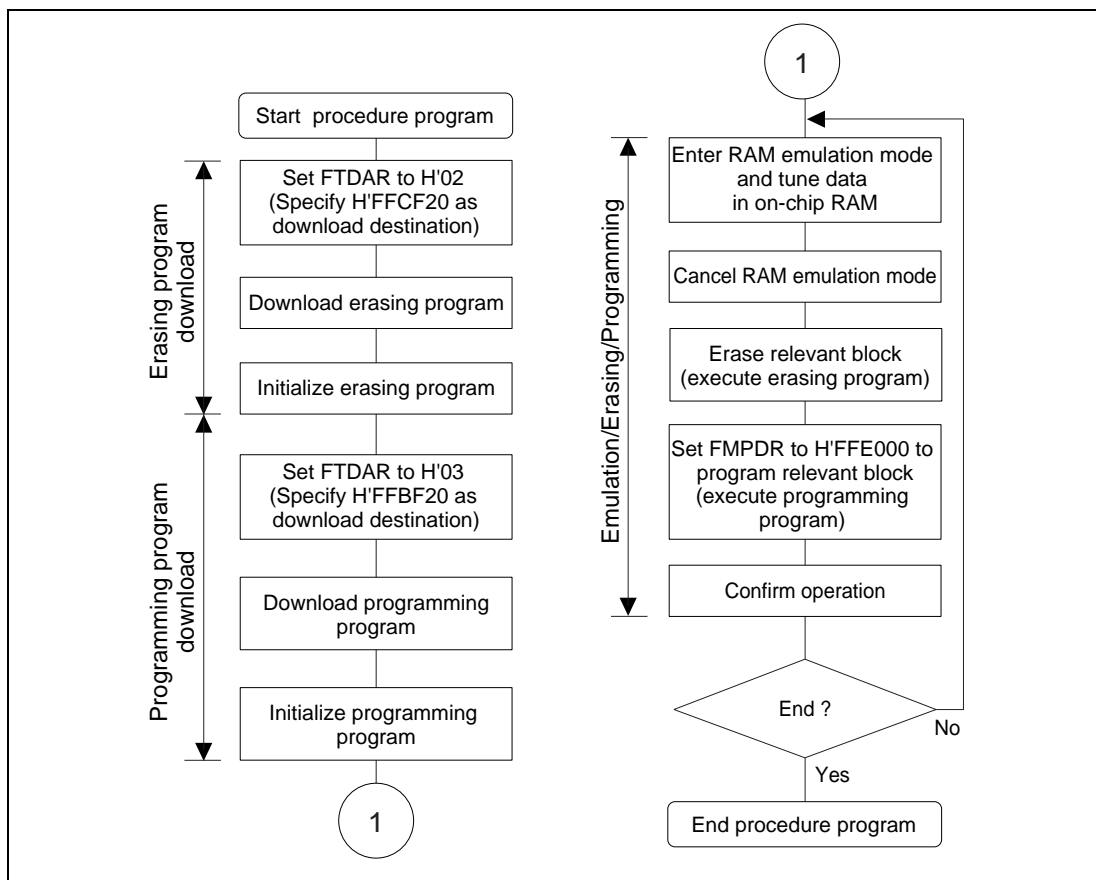 Start procedure program
Erasing program
download
Set FTDAR to H'02
(Specify H'FFCF20 as
download destination)
Download erasing program
Initialize erasing program
Programming program
download
Set FTDAR to H'03
(Specify H'FFBF20 as
download destination)
Download programming
program
Initialize programming
program
1
1
Emulation/Erasing/Programming
Enter RAM emulation mode
and tune data
in on-chip RAM
Cancel RAM emulation mode
Erase relevant block
(execute erasing program)
Set FMPDR to H'FFE000 to
program relevant block
(execute programming
program)
Confirm operation
End ?
No
Yes
End procedure program